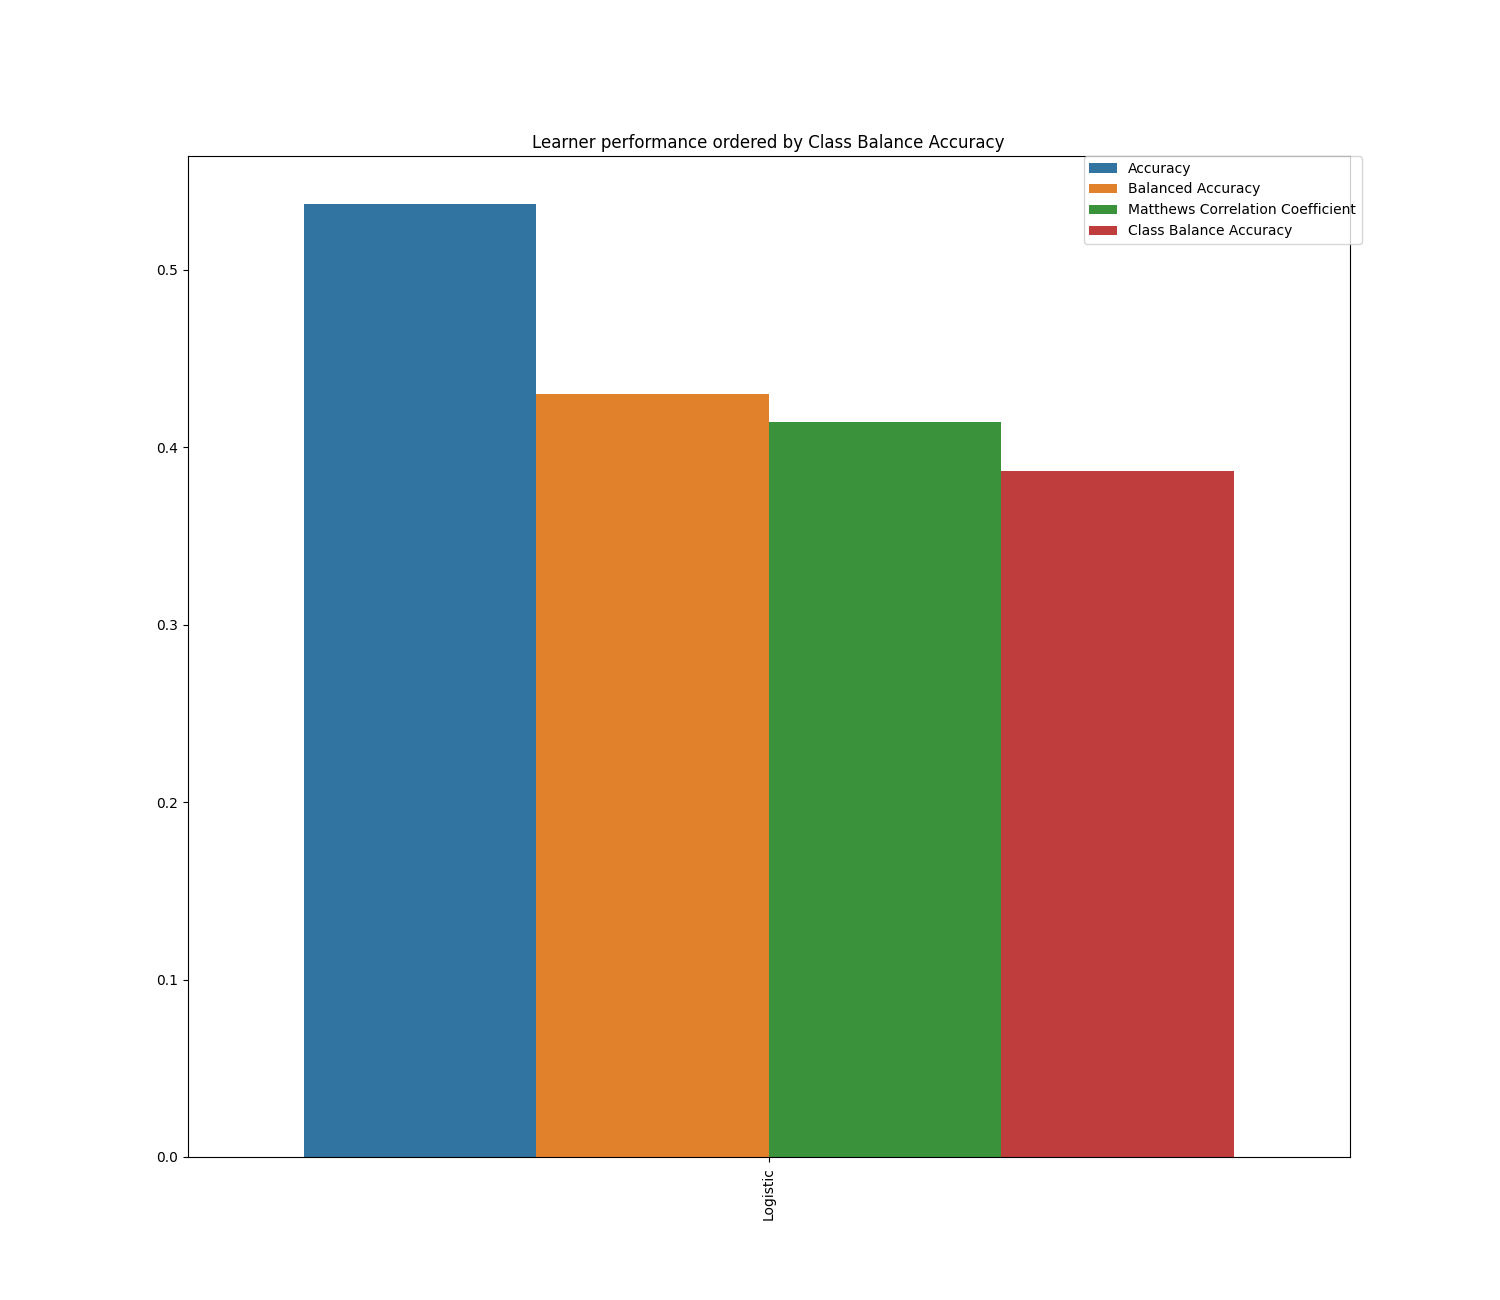 Learner performance ordered by Class Balance Accuracy
Accuracy
Balanced Accuracy
Matthews Correlation Coefficient
Class Balance Accuracy
0.5
0.4
0.3
0.2
0.1
0.0
Logistic